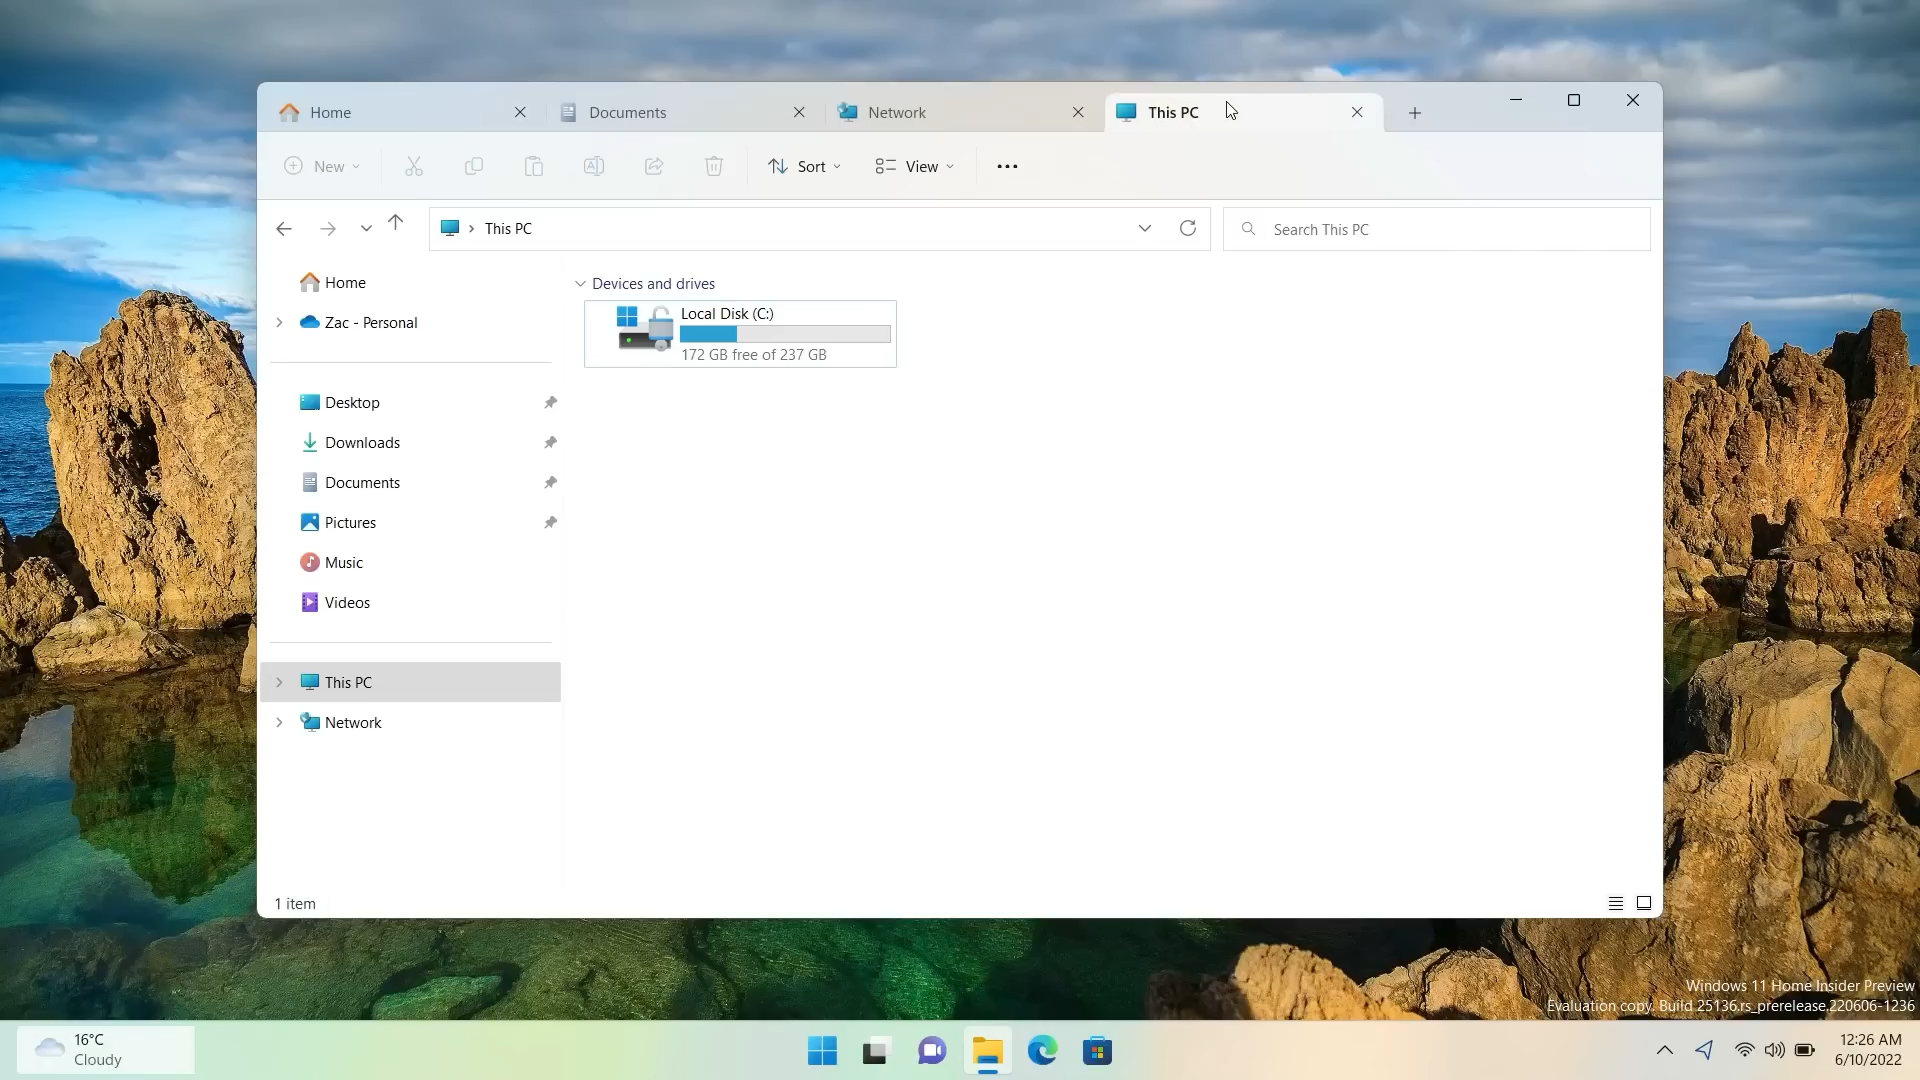 Home
Documents
Network
This PC
New
Sort
View
This PC
Search This PC
Home
Zac - Personal
Desktop
Downloads
Documents
Pictures
Music
Videos
This PC
Network
Devices and drives
Local Disk (C:)
172 GB free of 237 GB
1 item
Windows 11 Home Insider Preview
Evaluation copy. Build 25136.rs_prerelease.220606-1236
16°C
Cloudy
12:26 AM
6/10/2022